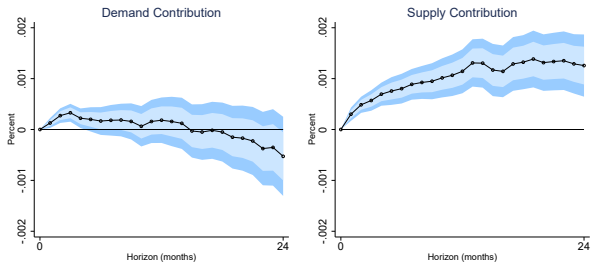 Demand Contribution
.002
.001
0
-.001
-.002
Percent
0
24
Horizon (months)
Supply Contribution
.002
.001
0
-.001
-.002
Percent
0
24
Horizon (months)